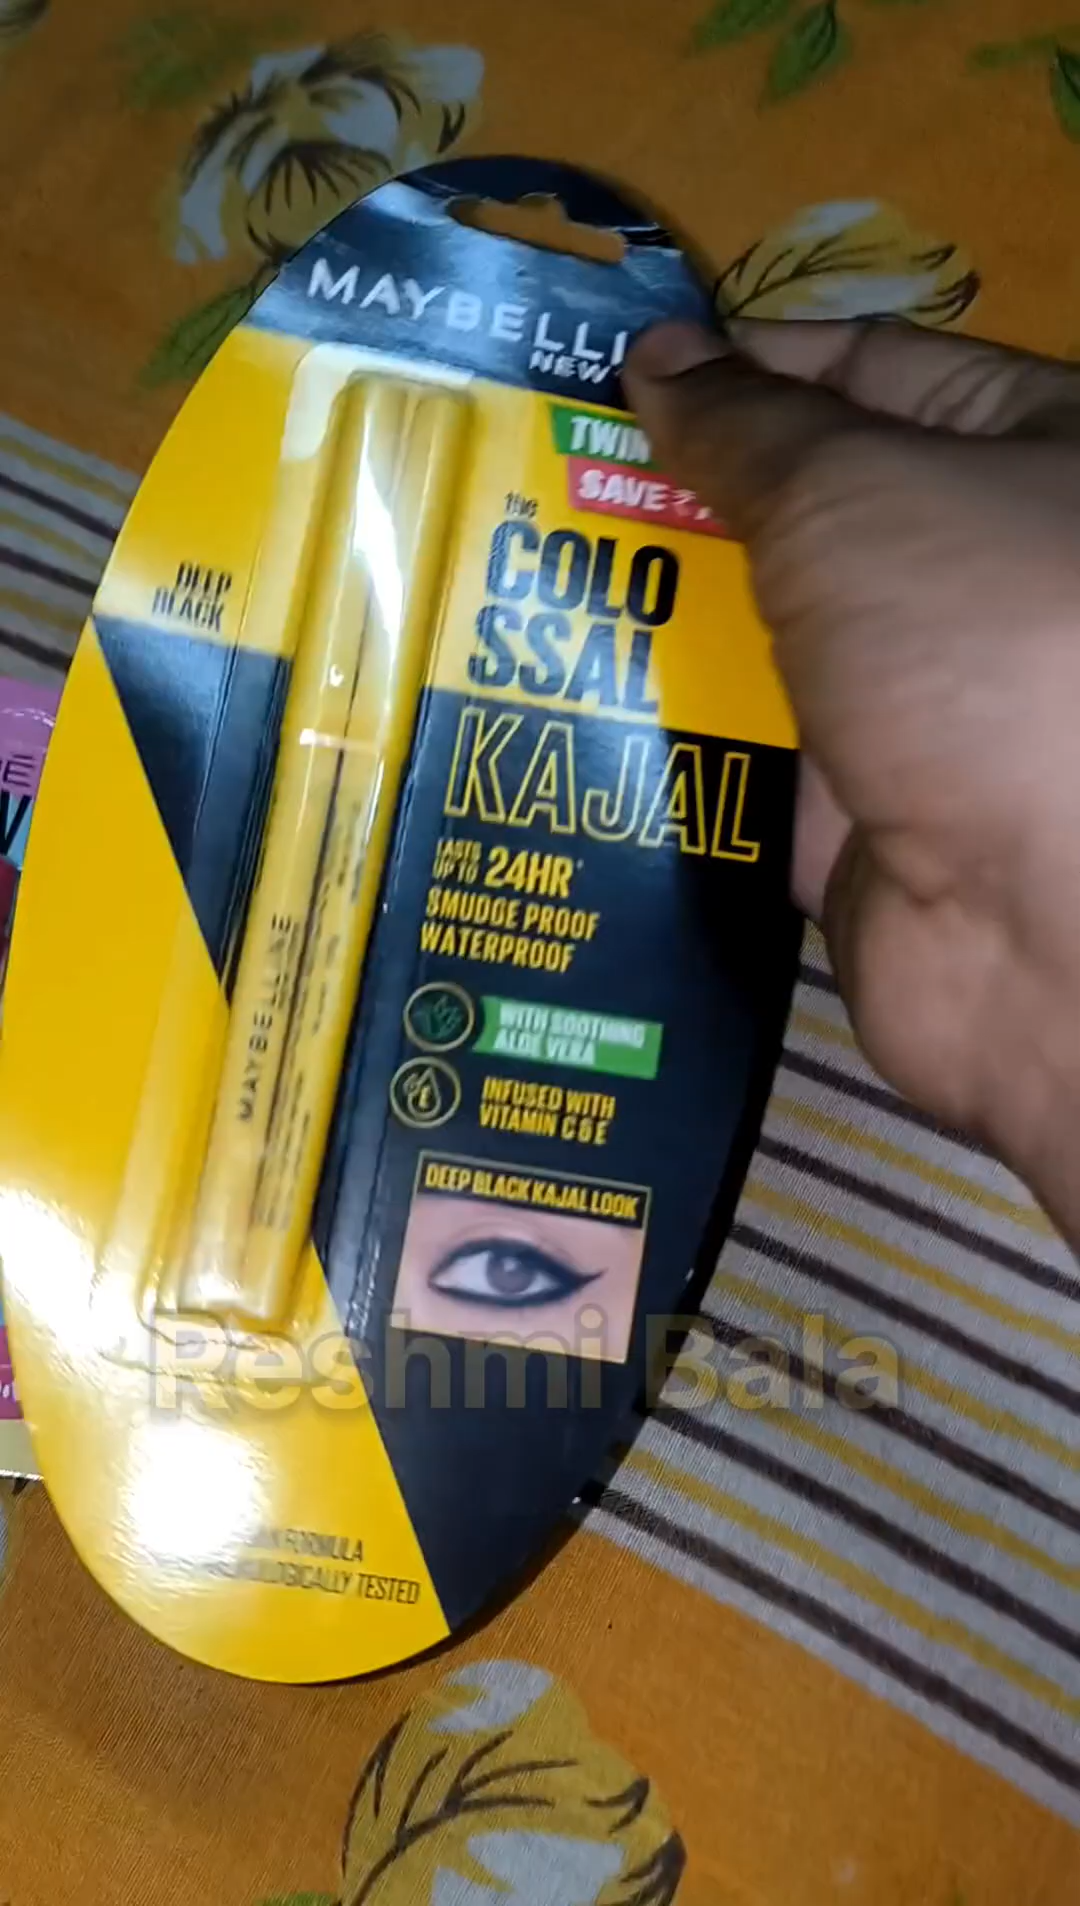 MAYBELLI
NEW
TWIN
SAVE ₹
the
COLO
SSAL
KAJAL
DEEP
BLACK
LASTS
UP TO 24HR*
SMUDGE PROOF
WATERPROOF
WITH SOOTHING
ALOE VERA
E
INFUSED WITH
VITAMIN C & E
DEEP BLACK KAJAL LOOK
MAYBELLINE
Reshmi Bala
FORMULA
TESTED